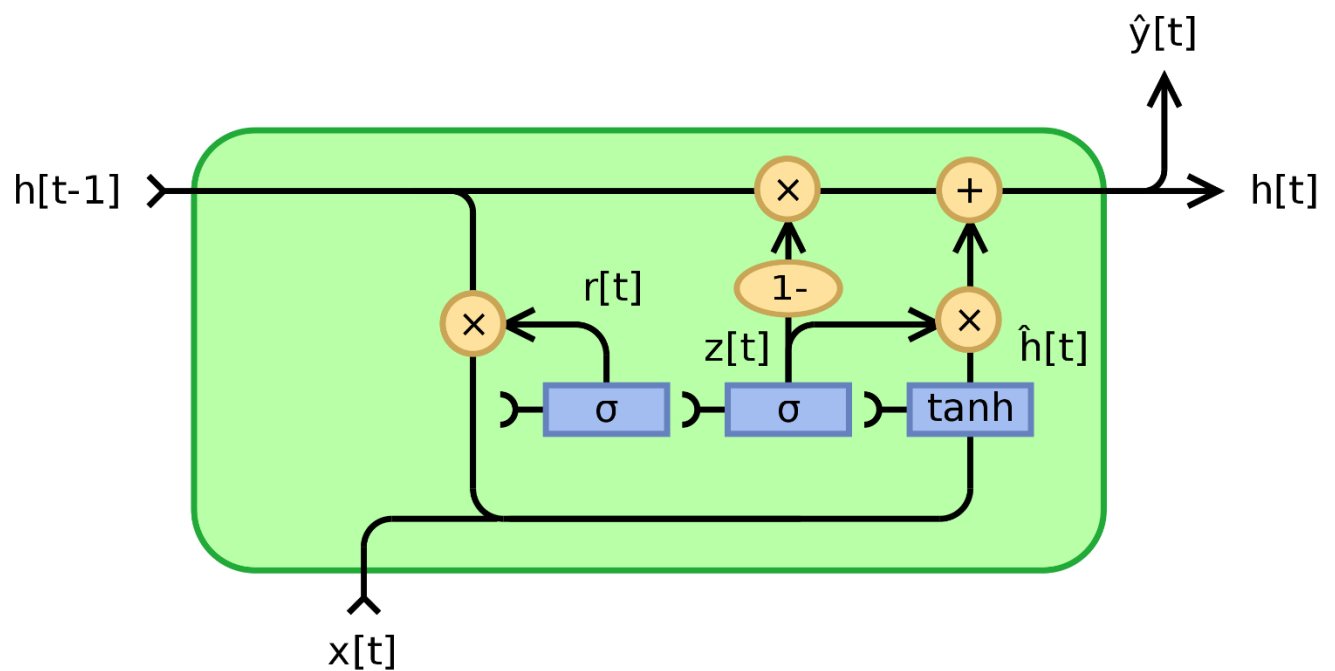 ŷ[t]
h[t-1]
×
+
h[t]
r[t]
1-
×
z[t]
×
ĥ[t]
σ
σ
tanh
x[t]